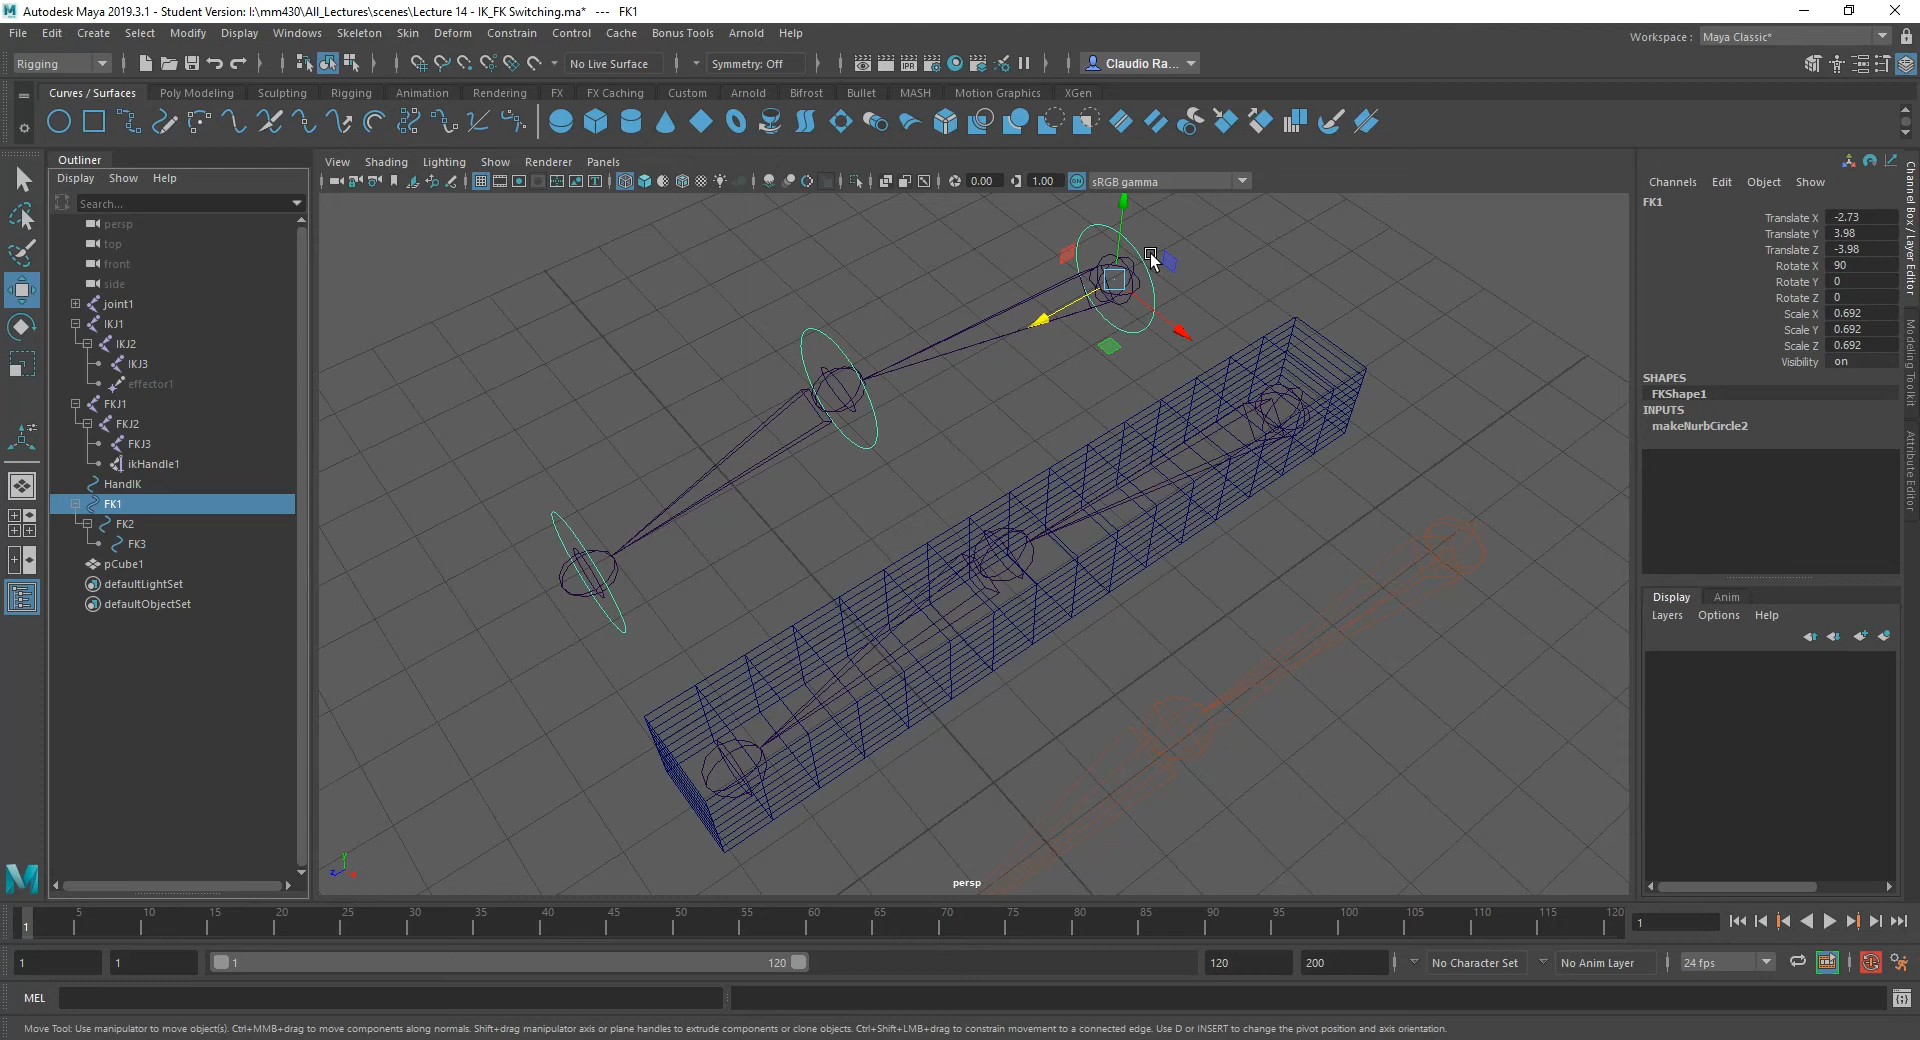 Autodesk Maya 2019.3.1 - Student Version: I:\mm430\All_Lectures\scenes\Lecture 14 - IK_FK Switching.ma* --- FK1
File Edit Create Select Modify Display Windows Skeleton Skin Deform Constrain Control Cache Bonus Tools Arnold Help
Workspace : Maya Classic*
Rigging
No Live Surface
Symmetry: Off
IPR
Claudio Ra...
Curves / Surfaces Poly Modeling Sculpting Rigging Animation Rendering FX FX Caching Custom Arnold Bifrost Bullet MASH Motion Graphics XGen
Outliner
Display Show Help
Search...
persp
top
front
side
joint1
IKJ1
IKJ2
IKJ3
effector1
FKJ1
FKJ2
FKJ3
ikHandle1
HandIK
FK1
FK2
FK3
pCube1
defaultLightSet
defaultObjectSet
View Shading Lighting Show Renderer Panels
0.00 1.00 ON sRGB gamma
persp
y
z
x
Channels Edit Object Show
FK1
Translate X -2.73
Translate Y 3.98
Translate Z -3.98
Rotate X 90
Rotate Y 0
Rotate Z 0
Scale X 0.692
Scale Y 0.692
Scale Z 0.692
Visibility on
SHAPES
FKShape1
INPUTS
makeNurbCircle2
Display Anim
Layers Options Help
Channel Box / Layer Editor
Modeling Toolkit
Attribute Editor
1 5 10 15 20 25 30 35 40 45 50 55 60 65 70 75 80 85 90 95 100 105 110 115 120
1
1 1 1 120 120 200 No Character Set No Anim Layer 24 fps
MEL
Move Tool: Use manipulator to move object(s). Ctrl+MMB+drag to move components along normals. Shift+drag manipulator axis or plane handles to extrude components or clone objects. Ctrl+Shift+LMB+drag to constrain movement to a connected edge. Use D or INSERT to change the pivot position and axis orientation.